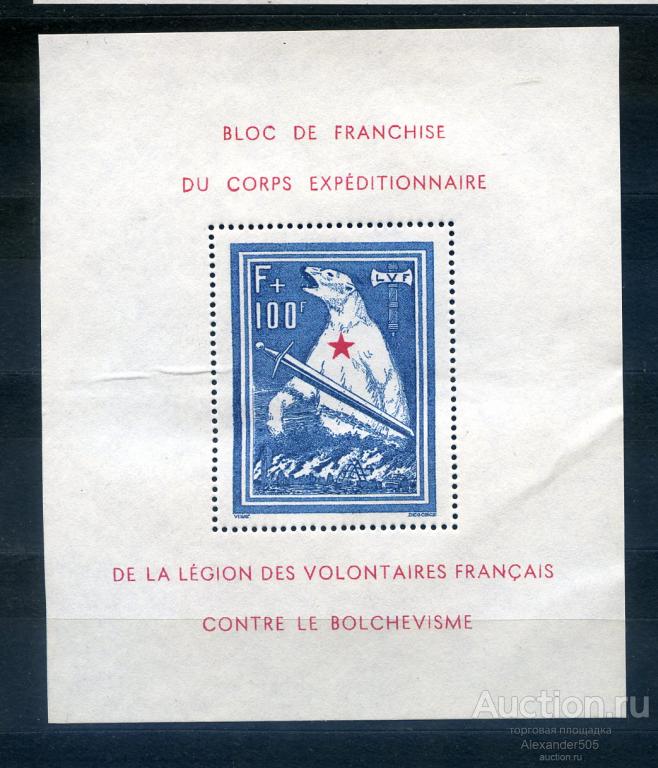 BLOC DE FRANCHISE
DU CORPS EXPÉDITIONNAIRE
F+
100F
LVF
DE LA LÉGION DES VOLONTAIRES FRANÇAIS
CONTRE LE BOLCHEVISME
Auction.ru
торговая площадка
Alexander505
auction.ru